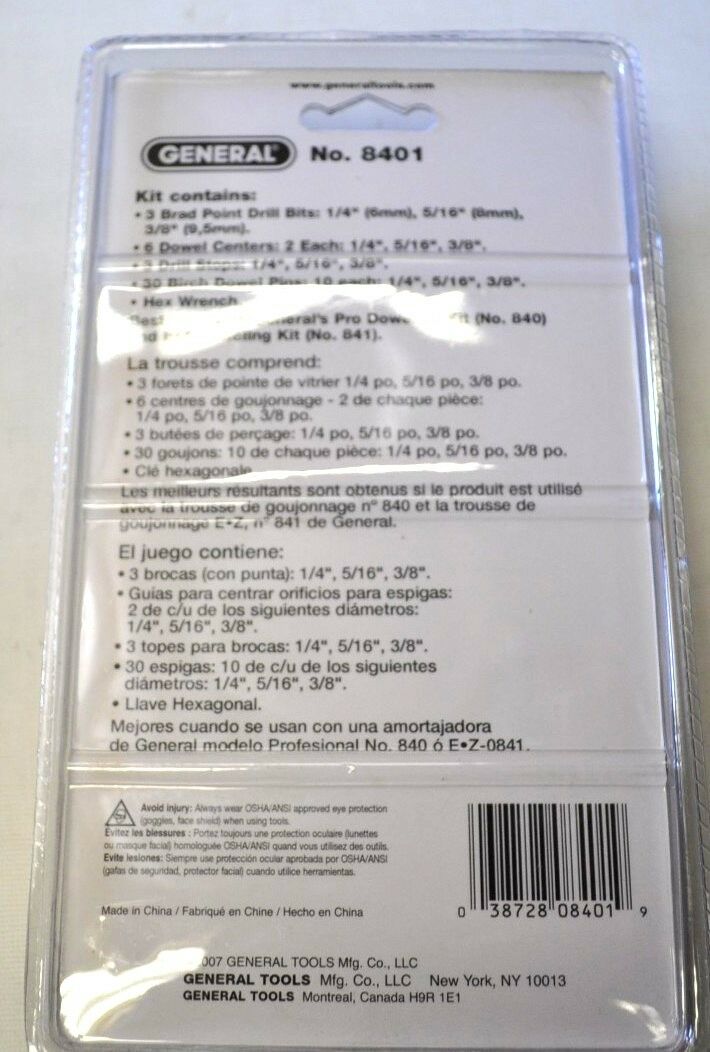 www.generaltools.com
GENERAL® No. 8401
Kit contains:
• 3 Brad Point Drill Bits: 1/4" (6mm), 5/16" (8mm),
3/8" (9,5mm).
• 6 Dowel Centers: 2 Each: 1/4", 5/16", 3/8".
• 3 Drill Stops: 1/4", 5/16", 3/8".
• 30 Birch Dowel Pins: 10 each: 1/4", 5/16", 3/8".
• Hex Wrench
General's Pro (No. 840)
Kit (No. 841).
La trousse comprend:
• 3 forets de pointe de vitrier 1/4 po, 5/16 po, 3/8 po.
• 6 centres de goujonnage - 2 de chaque pièce:
1/4 po, 5/16 po, 3/8 po.
• 3 butées de perçage: 1/4 po, 5/16 po, 3/8 po.
• 30 goujons: 10 de chaque pièce: 1/4 po, 5/16 po, 3/8 po.
• Clé hexagonale
Les meilleurs résultants sont obtenus si le produit est utilisé
avec la trousse de goujonnage nº 840 et la trousse de
goujonnage E•Z, nº 841 de General.
El juego contiene:
• 3 brocas (con punta): 1/4", 5/16", 3/8".
• Guías para centrar orificios para espigas:
2 de c/u de los siguientes diámetros:
1/4", 5/16", 3/8".
• 3 topes para brocas: 1/4", 5/16", 3/8".
• 30 espigas: 10 de c/u de los siguientes
diámetros: 1/4", 5/16", 3/8".
• Llave Hexagonal.
Mejores cuando se usan con una amortajadora
de General modelo Profesional No. 840 ó E•Z-0841.
Avoid injury: Always wear OSHA/ANSI approved eye protection
(goggles, face shield) when using tools.
Évitez les blessures : Portez toujours une protection oculaire (lunettes
ou masque facial) homologuée OSHA/ANSI quand vous utilisez des outils.
Evite lesiones: Siempre use protección ocular aprobada por OSHA/ANSI
(gafas de seguridad, protector facial) cuando utilice herramientas.
0 38728 08401 9
Made in China / Fabriqué en Chine / Hecho en China
007 GENERAL TOOLS Mfg. Co., LLC
GENERAL TOOLS Mfg. Co., LLC New York, NY 10013
GENERAL TOOLS Montreal, Canada H9R 1E1